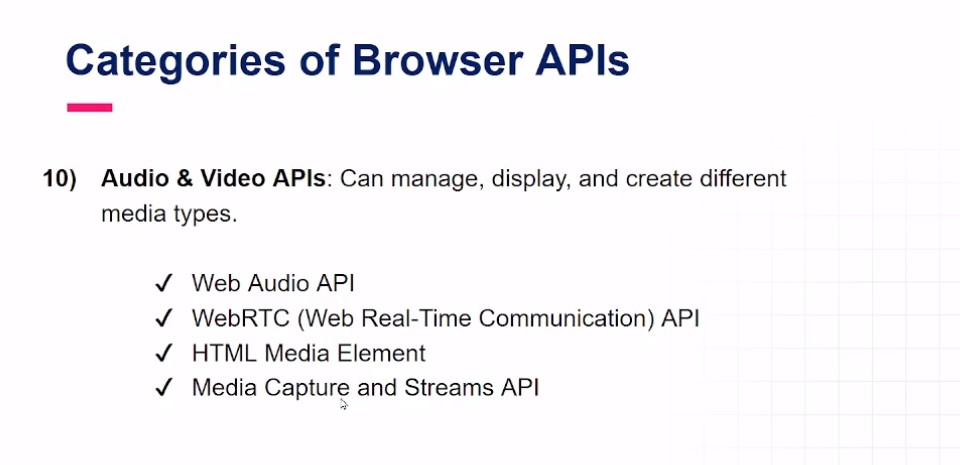 Categories of Browser APIs
10) Audio & Video APIs: Can manage, display, and create different
media types.
✓ Web Audio API
✓ WebRTC (Web Real-Time Communication) API
✓ HTML Media Element
✓ Media Capture and Streams API